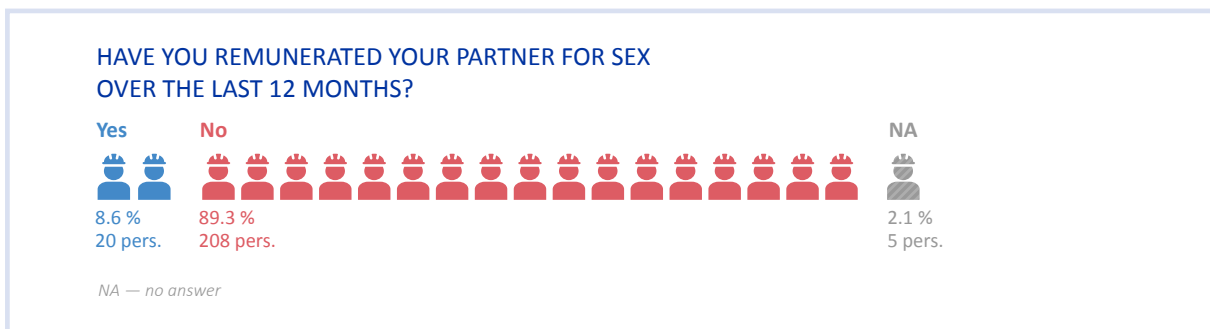 HAVE YOU REMUNERATED YOUR PARTNER FOR SEX
OVER THE LAST 12 MONTHS?
Yes
No
NA
8.6 %
89.3 %
2.1 %
20 pers.
208 pers.
5 pers.
NA — no answer